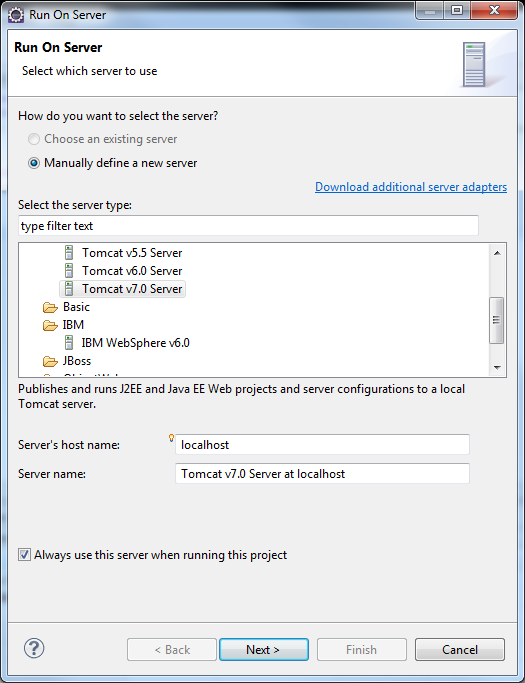 Run On Server
Run On Server
Select which server to use
How do you want to select the server?
Choose an existing server
Manually define a new server
Download additional server adapters
Select the server type:
type filter text
Tomcat v5.5 Server
Tomcat v6.0 Server
Tomcat v7.0 Server
Basic
IBM
IBM WebSphere v6.0
JBoss
Publishes and runs J2EE and Java EE Web projects and server configurations to a local
Tomcat server.
Server's host name: localhost
Server name: Tomcat v7.0 Server at localhost
Always use this server when running this project
? < Back Next > Finish Cancel